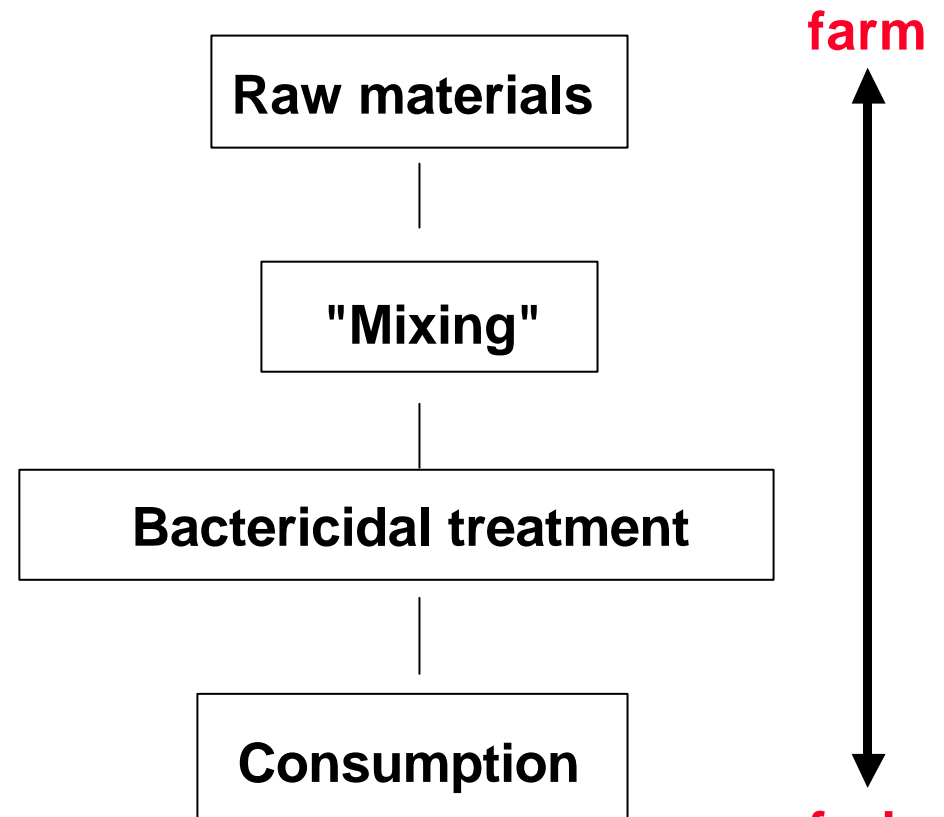 farm
Raw materials
"Mixing"
Bactericidal treatment
Consumption